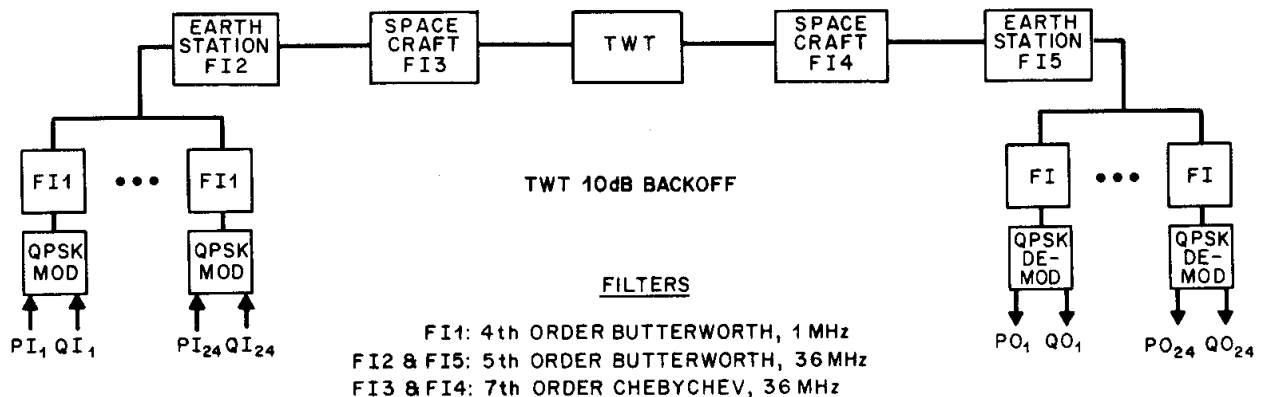 EARTH
STATION
FI2
SPACE
CRAFT
FI3
TWT
SPACE
CRAFT
FI4
EARTH
STATION
FI5
FI1
•••
FI1
TWT 10dB BACKOFF
FI
•••
FI
QPSK
MOD
QPSK
MOD
QPSK
DE-
MOD
QPSK
DE-
MOD
PI₁ QI₁
PI₂₄ QI₂₄
PO₁ QO₁
PO₂₄ QO₂₄
FILTERS
FI1: 4th ORDER BUTTERWORTH, 1 MHz
FI2 & FI5: 5th ORDER BUTTERWORTH, 36 MHz
FI3 & FI4: 7th ORDER CHEBYCHEV, 36 MHz